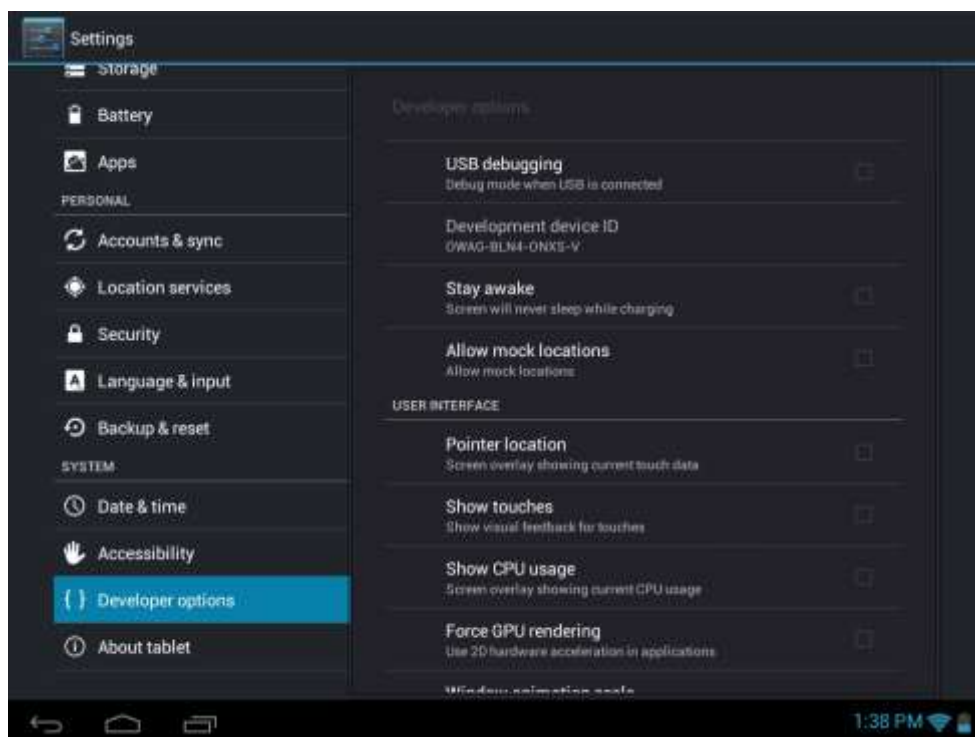 Settings
Storage
Battery
Apps
PERSONAL
Accounts & sync
Location services
Security
Language & input
Backup & reset
SYSTEM
Date & time
Accessibility
{ } Developer options
About tablet
Developer options
USB debugging
Debug mode when USB is connected
Development device ID
Stay awake
Screen will never sleep while charging
Allow mock locations
Allow mock locations
USER INTERFACE
Pointer location
Screen overlay showing current touch data
Show touches
Show visual feedback for touches
Show CPU usage
Screen overlay showing current CPU usage
Force GPU rendering
Use 2D hardware acceleration in applications
Window animation scale
1:38 PM